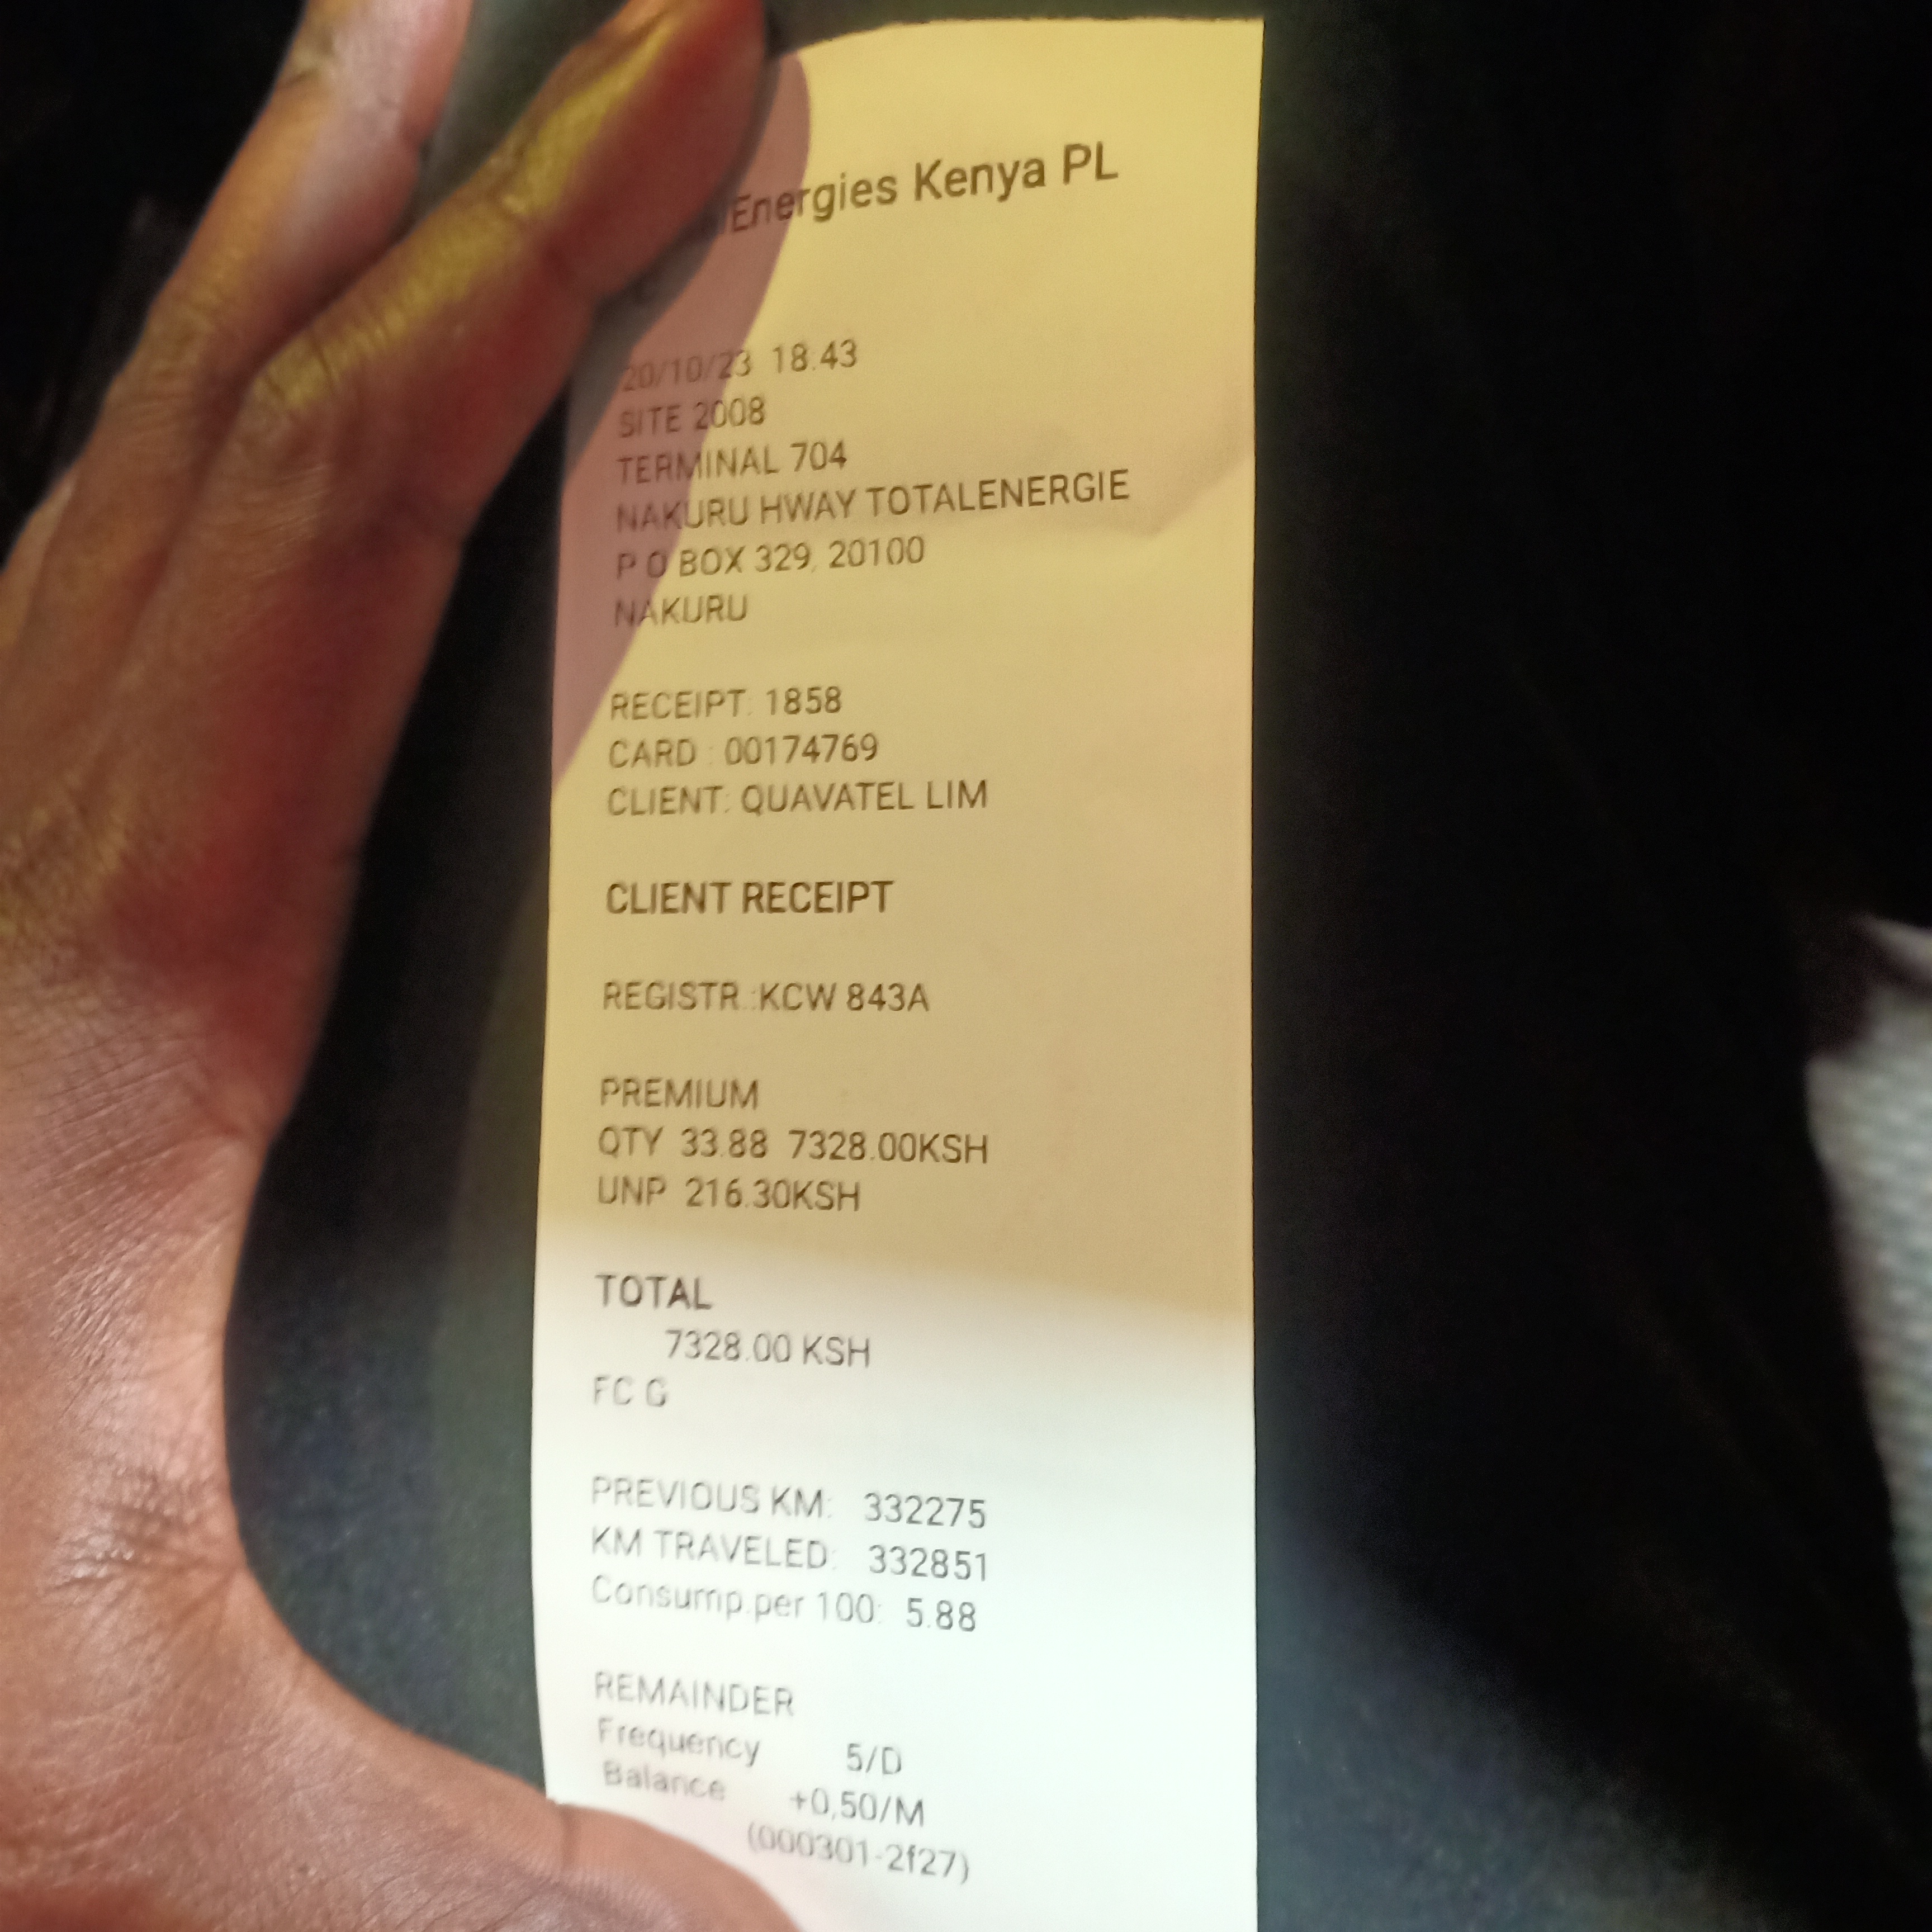 Energies Kenya PL
20/10/23 18.43
SITE 2008
TERMINAL 704
NAKURU HWAY TOTALENERGIE
P O BOX 329, 20100
NAKURU
RECEIPT: 1858
CARD : 00174769
CLIENT: QUAVATEL LIM
CLIENT RECEIPT
REGISTR.:KCW 843A
PREMIUM
QTY 33.88 7328.00KSH
UNP 216.30KSH
TOTAL
7328.00 KSH
FC G
PREVIOUS KM: 332275
KM TRAVELED: 332851
Consump.per 100: 5.88
REMAINDER
Frequency 5/D
Balance +0,50/M
(000301-2f27)